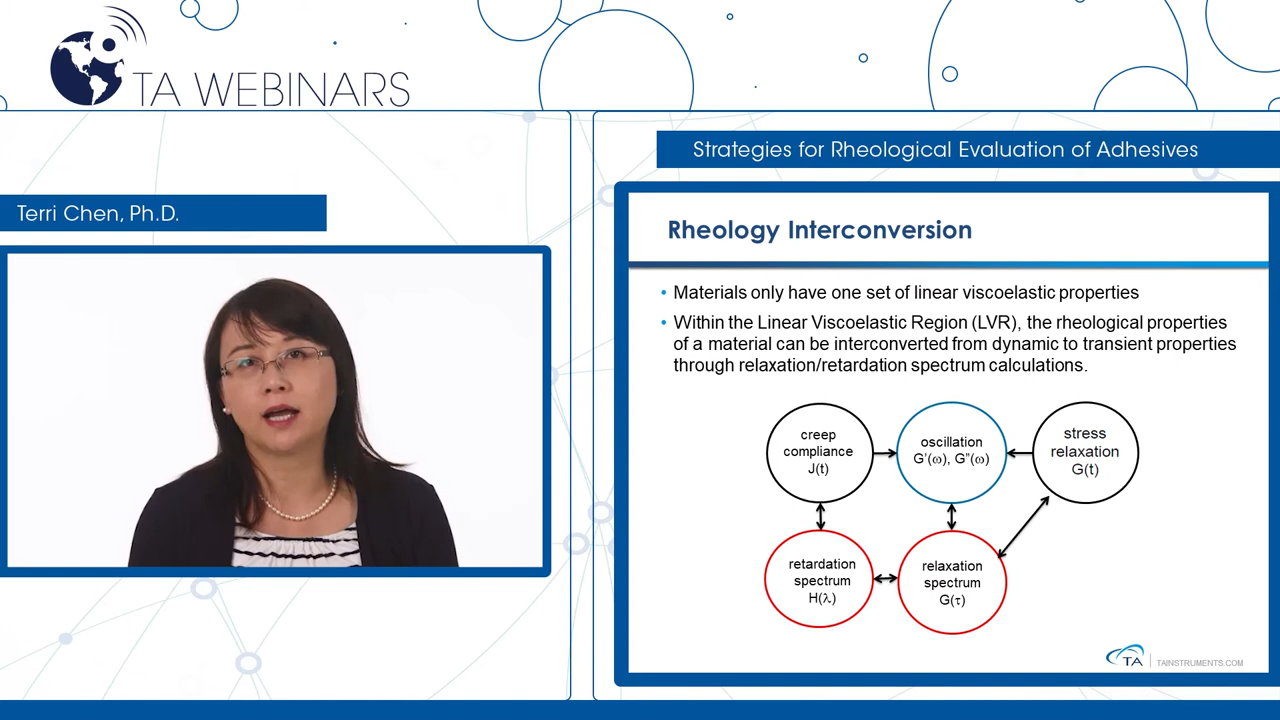 TA WEBINARS
Strategies for Rheological Evaluation of Adhesives
Terri Chen, Ph.D.
Rheology Interconversion
• Materials only have one set of linear viscoelastic properties
• Within the Linear Viscoelastic Region (LVR), the rheological properties
of a material can be interconverted from dynamic to transient properties
through relaxation/retardation spectrum calculations.
creep
compliance
J(t)
oscillation
G'(ω), G"(ω)
stress
relaxation
G(t)
retardation
spectrum
H(λ)
relaxation
spectrum
G(τ)
TA
TAINSTRUMENTS.COM